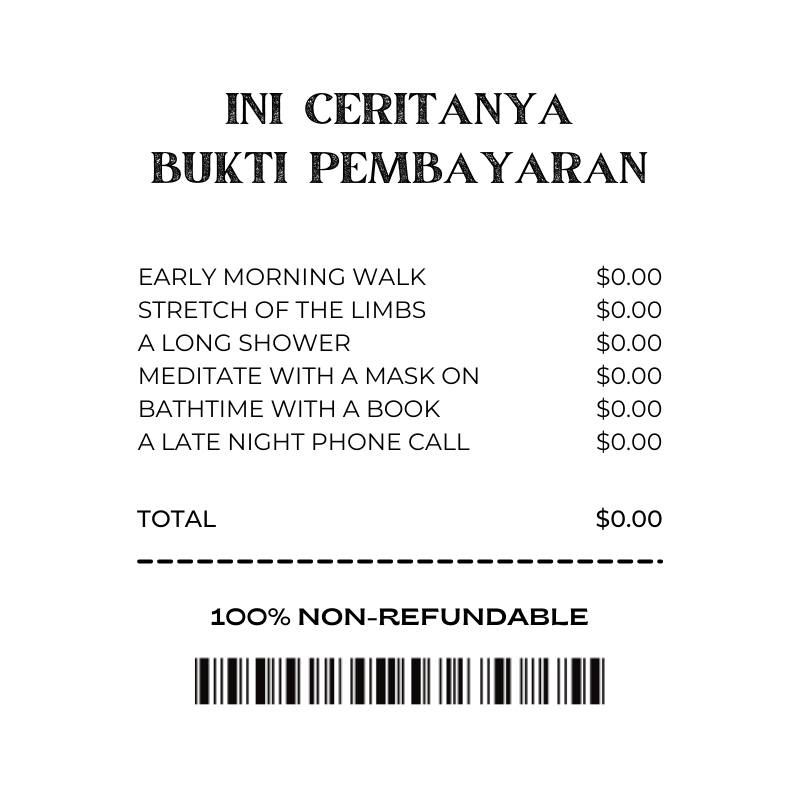 INI CERITANYA
BUKTI PEMBAYARAN
EARLY MORNING WALK $0.00
STRETCH OF THE LIMBS $0.00
A LONG SHOWER $0.00
MEDITATE WITH A MASK ON $0.00
BATHTIME WITH A BOOK $0.00
A LATE NIGHT PHONE CALL $0.00
TOTAL $0.00
100% NON-REFUNDABLE